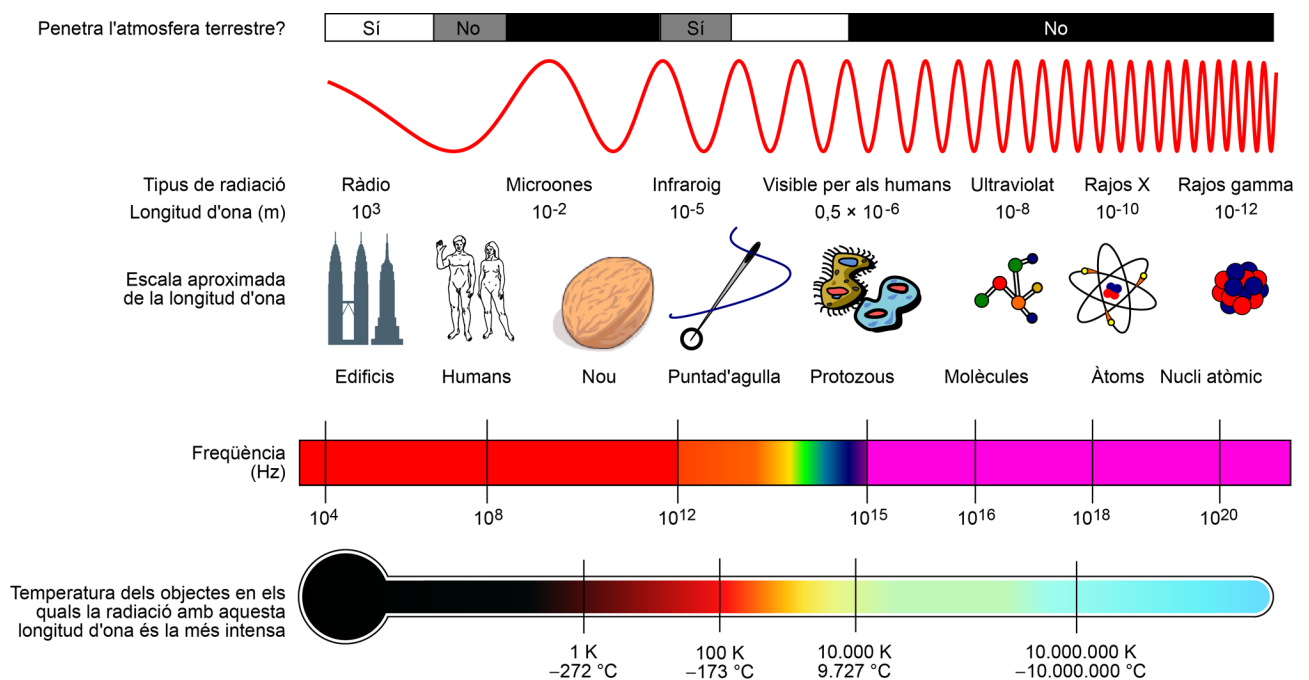 Penetra l'atmosfera terrestre?
Sí
No
Sí
No
Tipus de radiació
Ràdio
Microones
Infraroig
Visible per als humans
Ultraviolat
Rajos X
Rajos gamma
Longitud d'ona (m)
10³
10⁻²
10⁻⁵
0,5 × 10⁻⁶
10⁻⁸
10⁻¹⁰
10⁻¹²
Escala aproximada
de la longitud d'ona
Edificis
Humans
Nou
Puntad'agulla
Protozous
Molècules
Àtoms
Nucli atòmic
Freqüència
(Hz)
10⁴
10⁸
10¹²
10¹⁵
10¹⁶
10¹⁸
10²⁰
Temperatura dels objectes en els
quals la radiació amb aquesta
longitud d'ona és la més intensa
1 K
−272 °C
100 K
−173 °C
10.000 K
9.727 °C
10.000.000 K
−10.000.000 °C